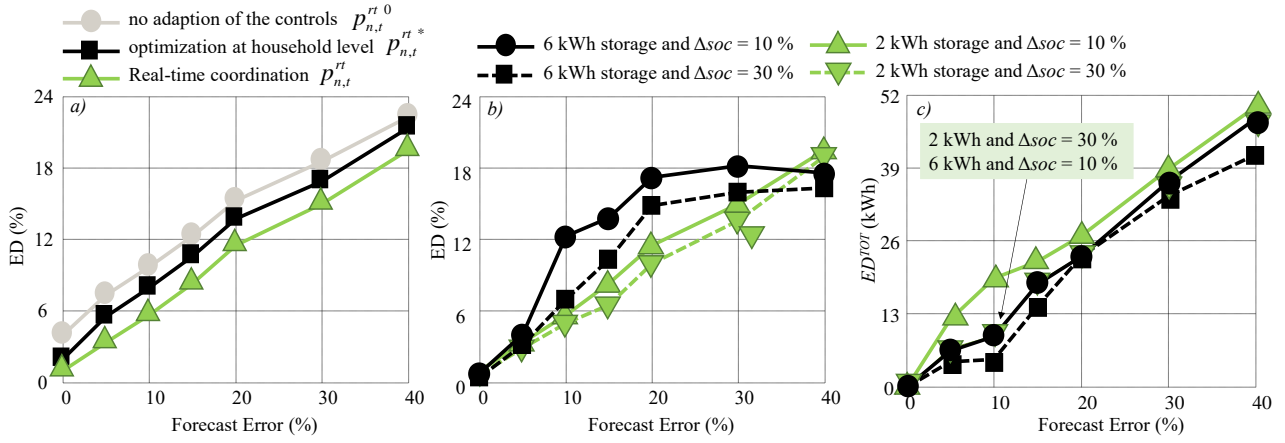 no adaption of the controls p_{n,t}^{rt 0}
optimization at household level p_{n,t}^{rt *}
Real-time coordination p_{n,t}^{rt}
6 kWh storage and Δsoc = 10 %
2 kWh storage and Δsoc = 10 %
6 kWh storage and Δsoc = 30 %
2 kWh storage and Δsoc = 30 %
a)
ED (%)
24
18
12
6
0
0 10 20 30 40
Forecast Error (%)
b)
ED (%)
24
18
12
6
0
0 10 20 30 40
Forecast Error (%)
c)
2 kWh and Δsoc = 30 %
6 kWh and Δsoc = 10 %
ED^{TOT} (kWh)
52
39
26
13
0
0 10 20 30 40
Forecast Error (%)